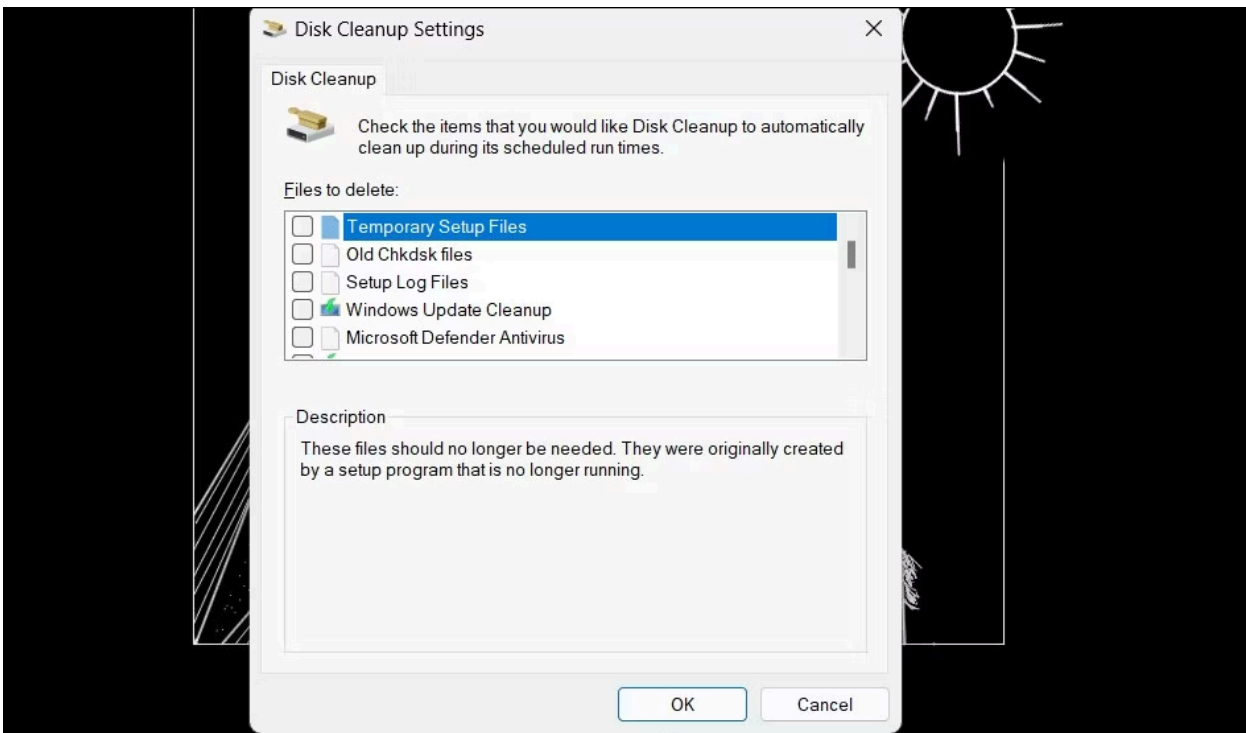 Disk Cleanup Settings
Disk Cleanup
Check the items that you would like Disk Cleanup to automatically
clean up during its scheduled run times.
Files to delete:
Temporary Setup Files
Old Chkdsk files
Setup Log Files
Windows Update Cleanup
Microsoft Defender Antivirus
Description
These files should no longer be needed. They were originally created
by a setup program that is no longer running.
OK
Cancel